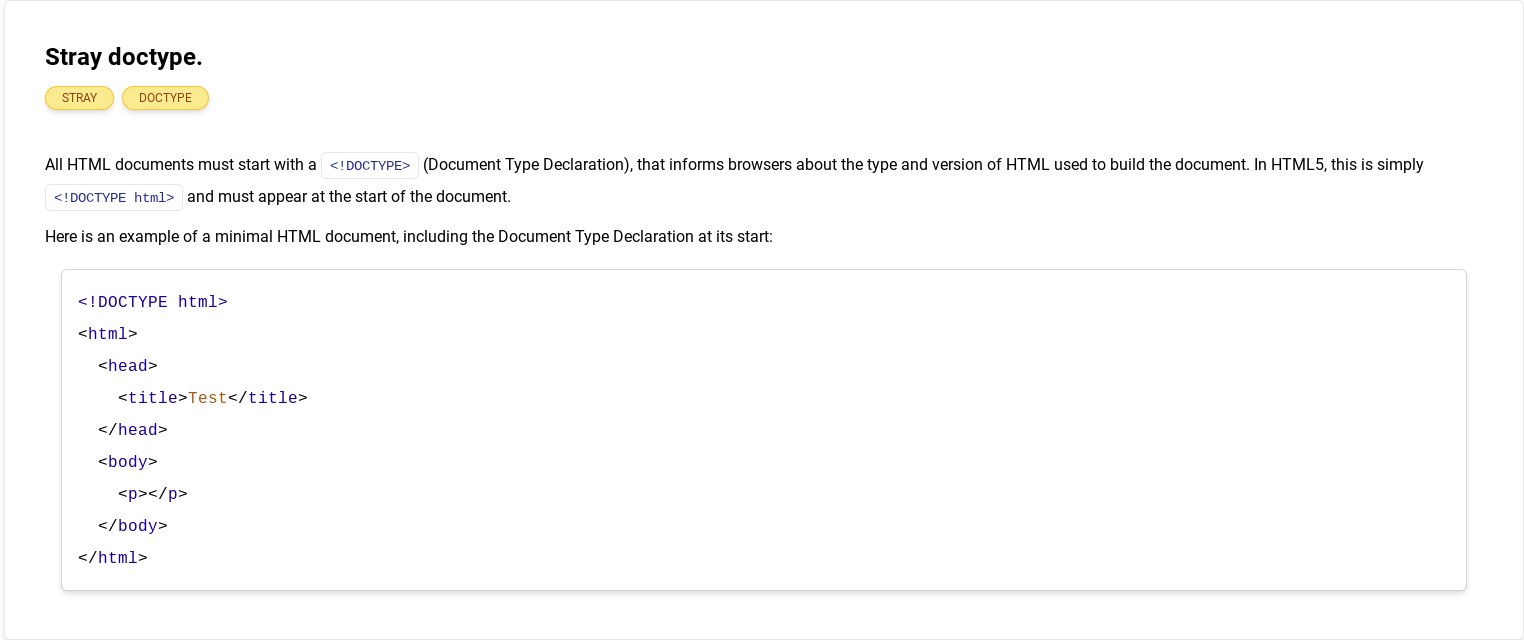 Stray doctype.
STRAY DOCTYPE
All HTML documents must start with a <!DOCTYPE> (Document Type Declaration), that informs browsers about the type and version of HTML used to build the document. In HTML5, this is simply
<!DOCTYPE html> and must appear at the start of the document.
Here is an example of a minimal HTML document, including the Document Type Declaration at its start:
<!DOCTYPE html>
<html>
  <head>
    <title>Test</title>
  </head>
  <body>
    <p></p>
  </body>
</html>